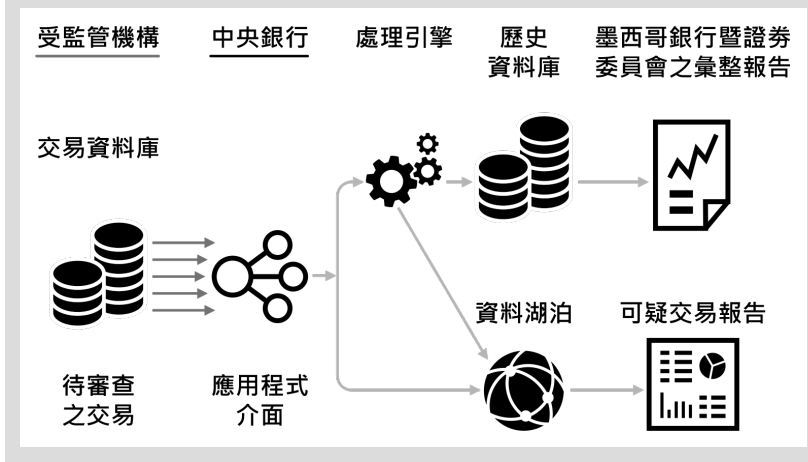 受監管機構
中央銀行
處理引擎
歷史
資料庫
墨西哥銀行暨證券
委員會之彙整報告
交易資料庫
資料湖泊
可疑交易報告
待審查
之交易
應用程式
介面